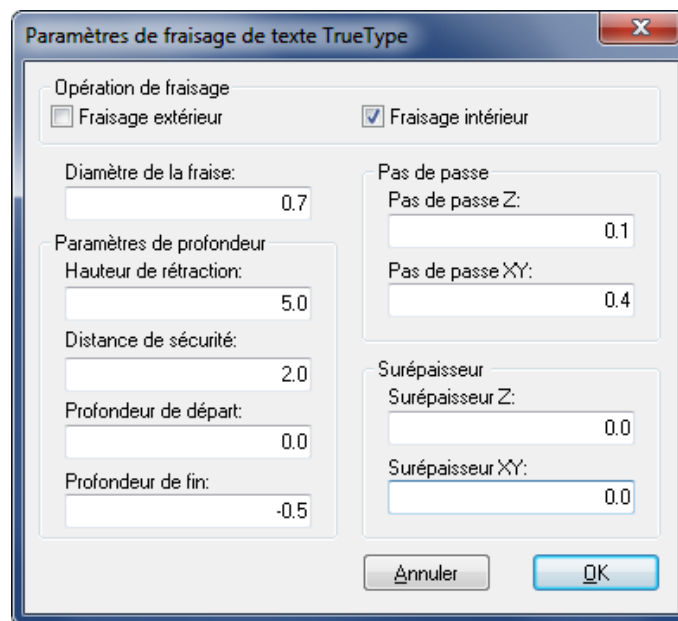 Paramètres de fraisage de texte TrueType
Opération de fraisage
Fraisage extérieur
Fraisage intérieur
Diamètre de la fraise:
0.7
Paramètres de profondeur
Hauteur de rétraction:
5.0
Distance de sécurité:
2.0
Profondeur de départ:
0.0
Profondeur de fin:
-0.5
Pas de passe
Pas de passe Z:
0.1
Pas de passe XY:
0.4
Surépaisseur
Surépaisseur Z:
0.0
Surépaisseur XY:
0.0
Annuler
OK